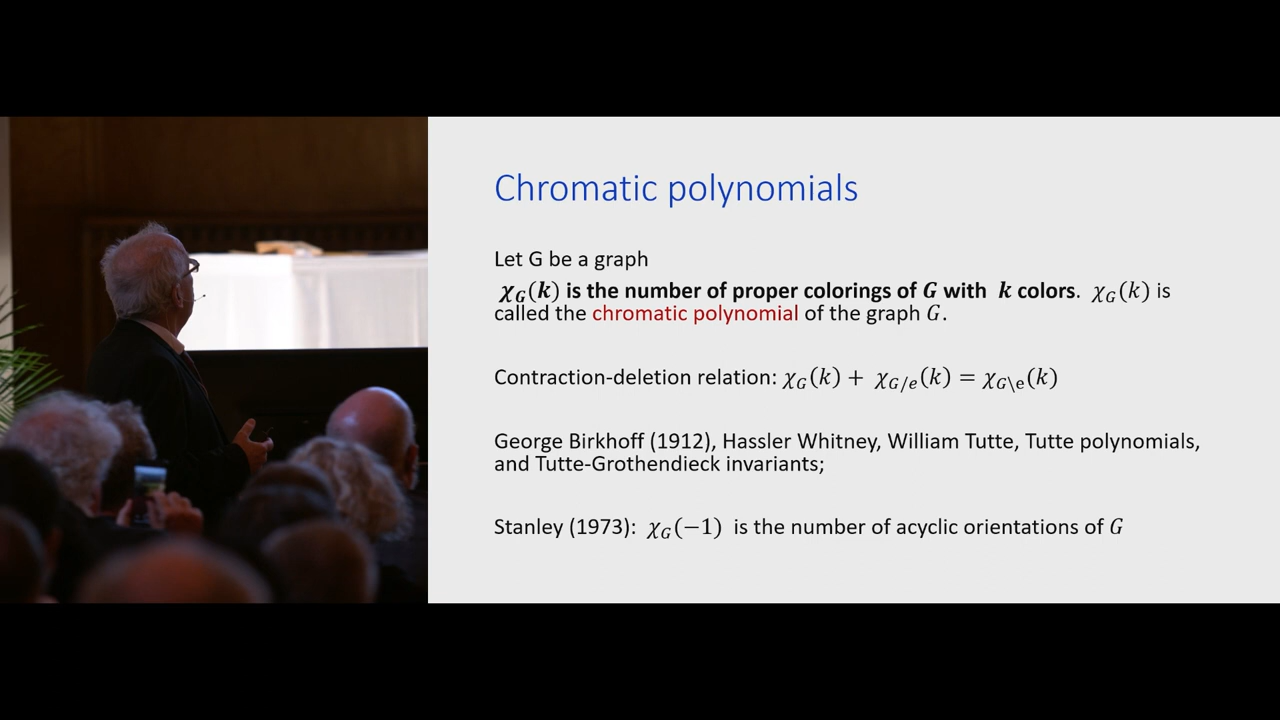 Chromatic polynomials
Let G be a graph
χ_G(k) is the number of proper colorings of G with k colors. χ_G(k) is
called the chromatic polynomial of the graph G.
Contraction-deletion relation: χ_G(k) + χ_{G/e}(k) = χ_{G\e}(k)
George Birkhoff (1912), Hassler Whitney, William Tutte, Tutte polynomials,
and Tutte-Grothendieck invariants;
Stanley (1973): χ_G(−1) is the number of acyclic orientations of G